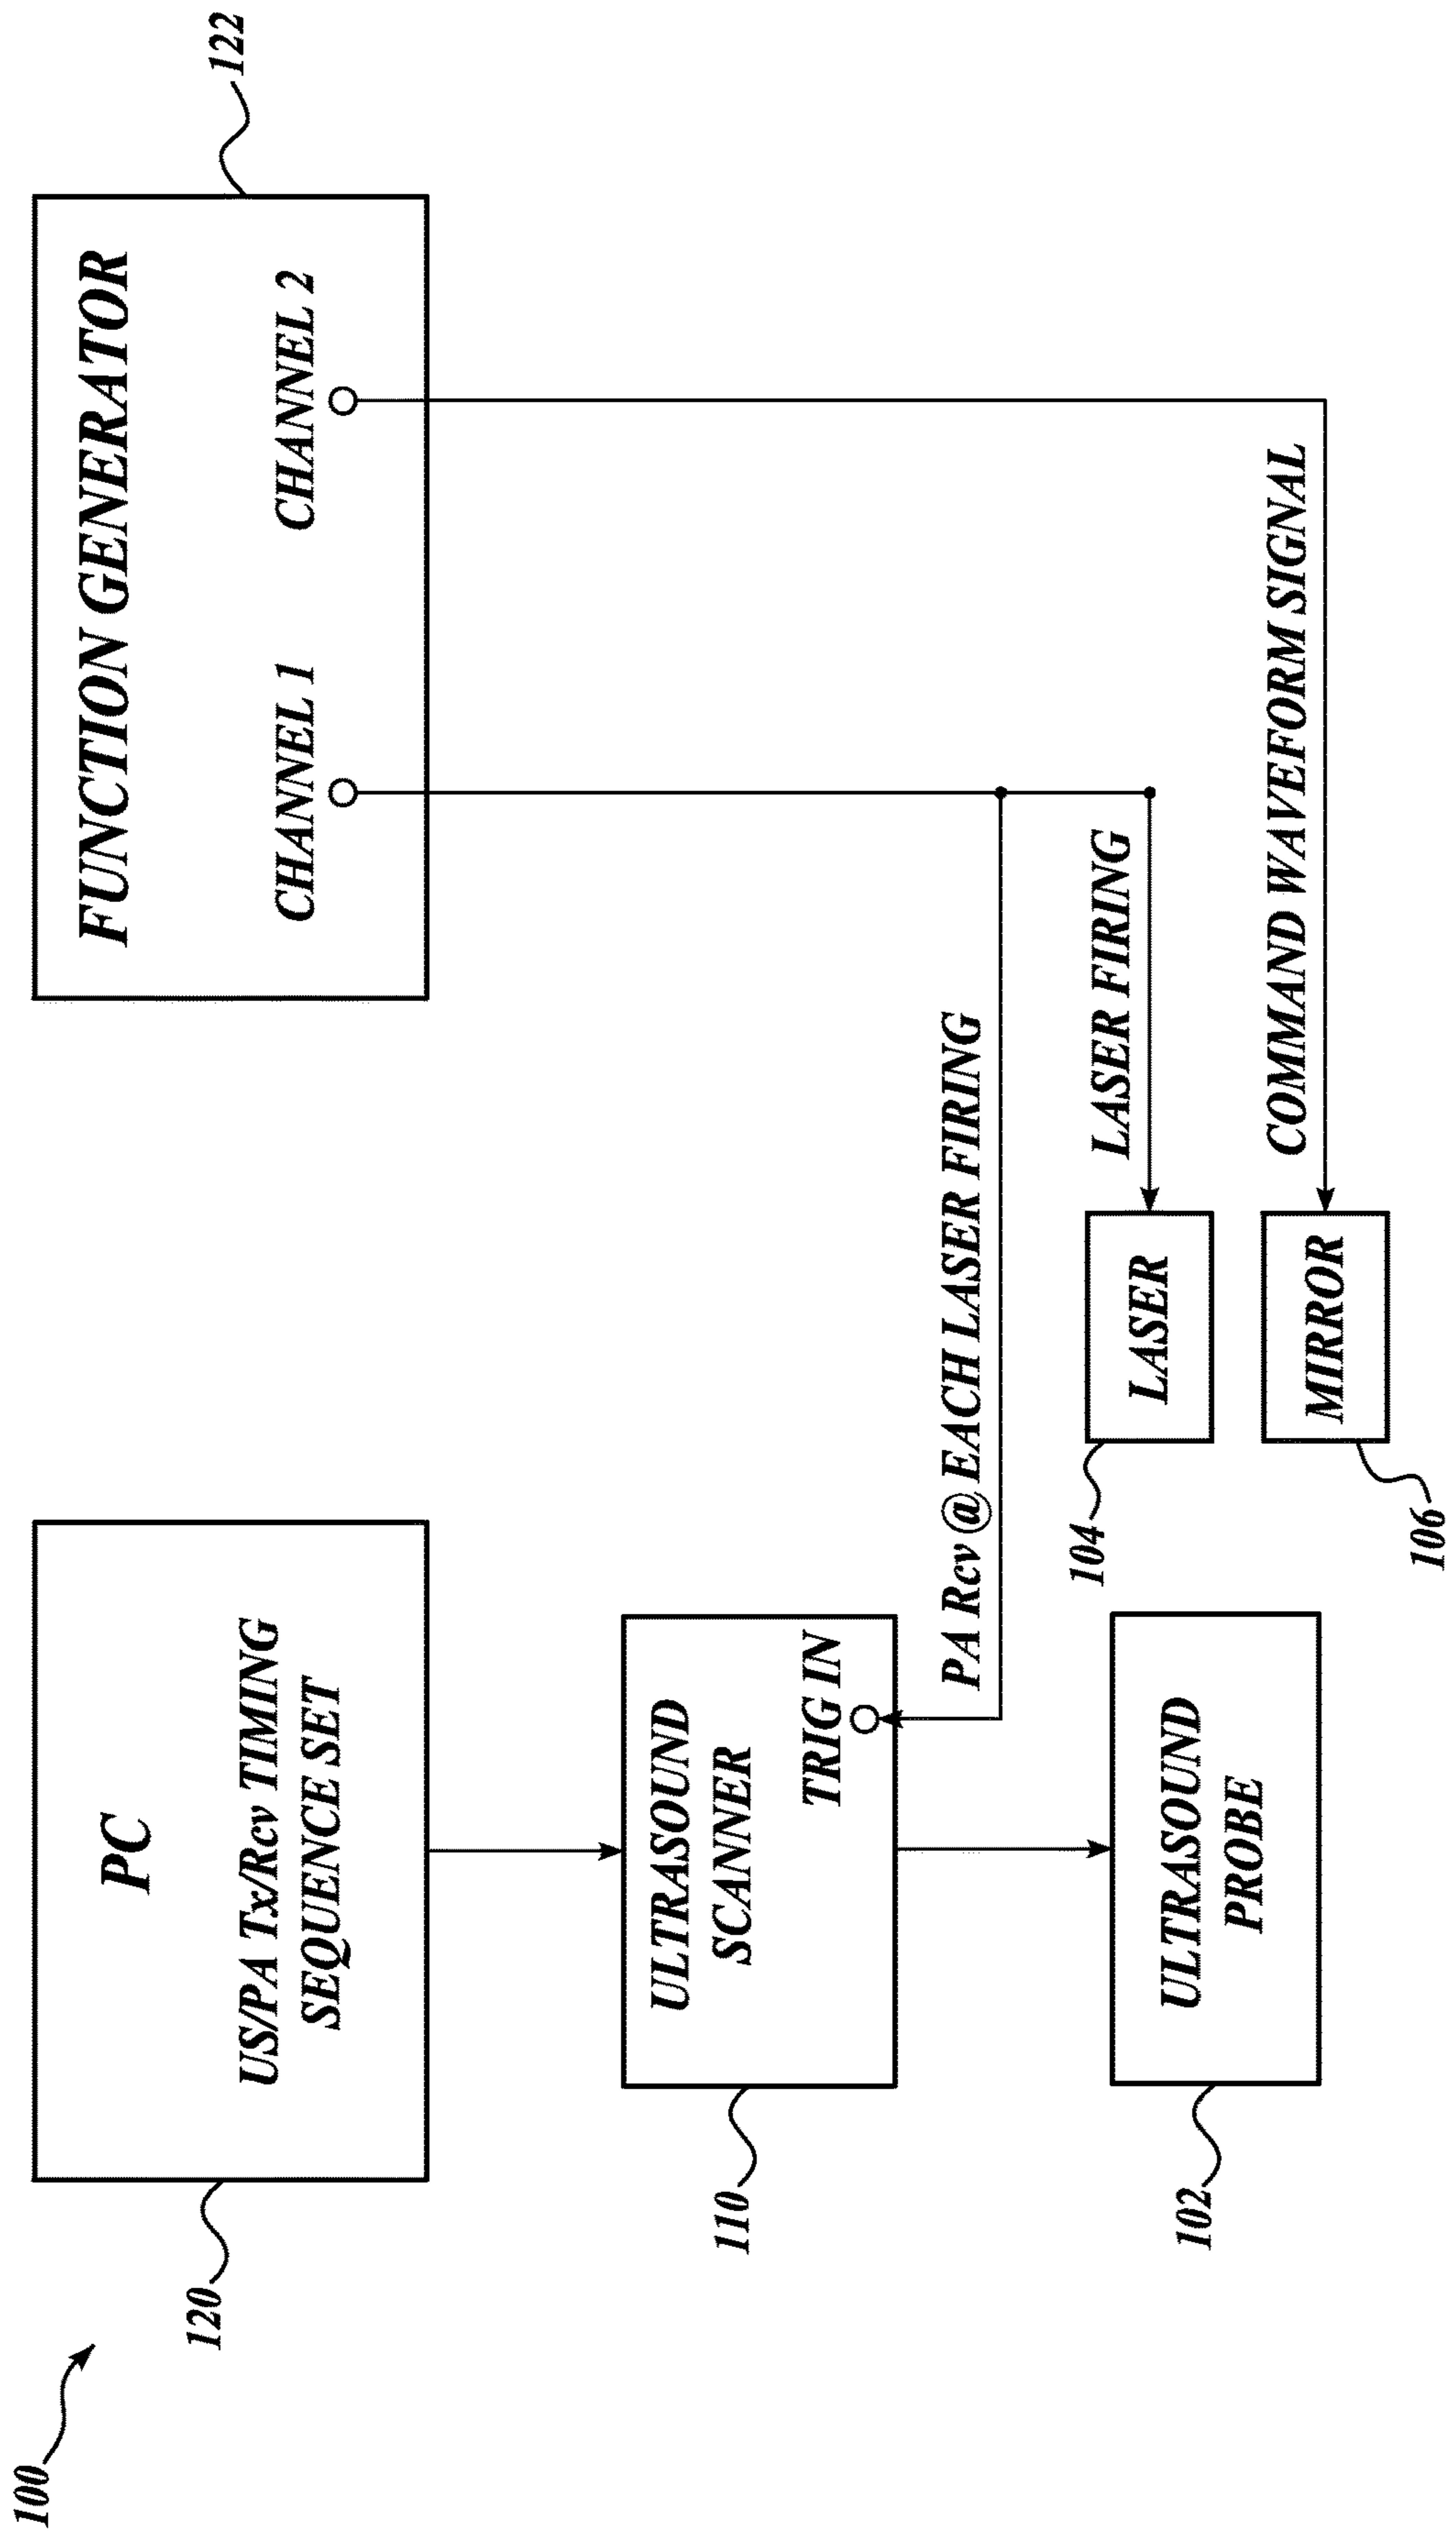 100
120
PC
US/PA Tx/Rcv TIMING
SEQUENCE SET
122
FUNCTION GENERATOR
CHANNEL 1
CHANNEL 2
110
ULTRASOUND
SCANNER
TRIG IN
PA Rcv @ EACH LASER FIRING
102
ULTRASOUND
PROBE
104
LASER
LASER FIRING
106
MIRROR
COMMAND WAVEFORM SIGNAL